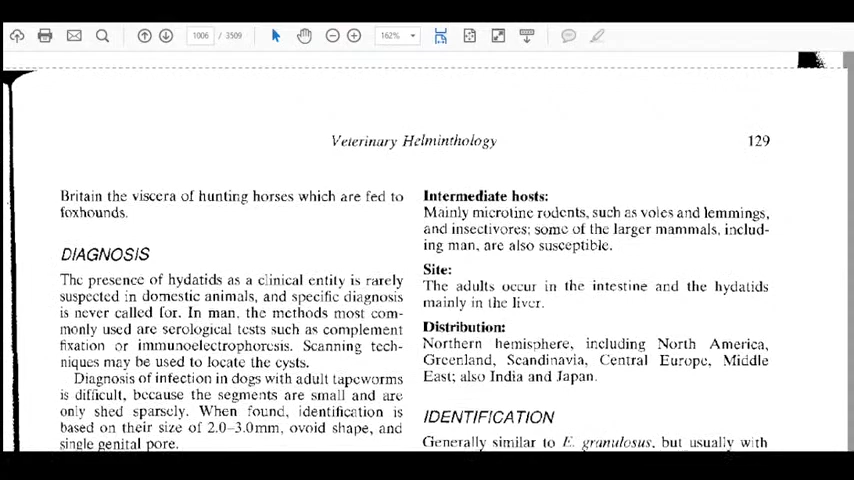 1006 / 3509
162%
Veterinary Helminthology
129
Britain the viscera of hunting horses which are fed to
foxhounds.
DIAGNOSIS
The presence of hydatids as a clinical entity is rarely
suspected in domestic animals, and specific diagnosis
is never called for. In man, the methods most com-
monly used are serological tests such as complement
fixation or immunoelectrophoresis. Scanning tech-
niques may be used to locate the cysts.
Diagnosis of infection in dogs with adult tapeworms
is difficult, because the segments are small and are
only shed sparsely. When found, identification is
based on their size of 2.0–3.0mm, ovoid shape, and
single genital pore.
Intermediate hosts:
Mainly microtine rodents, such as voles and lemmings,
and insectivores; some of the larger mammals, includ-
ing man, are also susceptible.
Site:
The adults occur in the intestine and the hydatids
mainly in the liver.
Distribution:
Northern hemisphere, including North America,
Greenland, Scandinavia, Central Europe, Middle
East; also India and Japan.
IDENTIFICATION
Generally similar to E. granulosus, but usually with